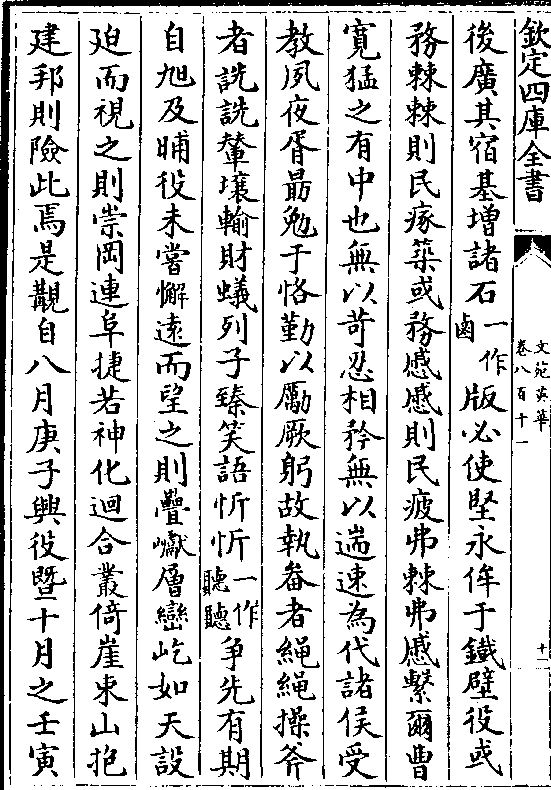 欽定四庫全書
文苑英華
卷八百十一
十一
後廣其宿基增諸石一作鹵版必使堅永侔于鐵壁役或
務棘棘則民瘃築或務慼慼則民疲弗棘弗慼繫爾曹
寛猛之有中也無以苛忍相矜無以遄速為代諸侯受
教夙夜胥勗勉于恪勤以勵厥躬故執畚者繩繩操斧
者詵詵輦壤輸財蟻列子臻笑語忻忻一作聽聽爭先有期
自旭及晡役未嘗懈逺而望之則疊巘層巒屹如天設
廹而視之則崇岡連阜捷若神化迴合叢倚崖東山抱
建邦則險此焉是覯自八月庚子興役暨十月之壬寅